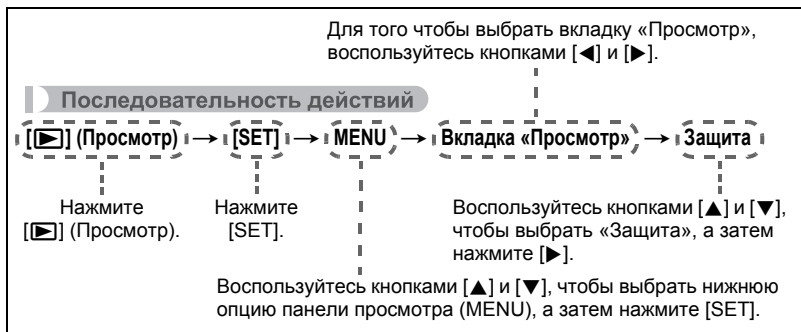 Для того чтобы выбрать вкладку «Просмотр»,
воспользуйтесь кнопками [◀] и [▶].
Последовательность действий
[▶] (Просмотр) → [SET] → MENU → Вкладка «Просмотр» → Защита
Нажмите
[▶] (Просмотр).
Нажмите
[SET].
Воспользуйтесь кнопками [▲] и [▼],
чтобы выбрать «Защита», а затем
нажмите [▶].
Воспользуйтесь кнопками [▲] и [▼], чтобы выбрать нижнюю
опцию панели просмотра (MENU), а затем нажмите [SET].